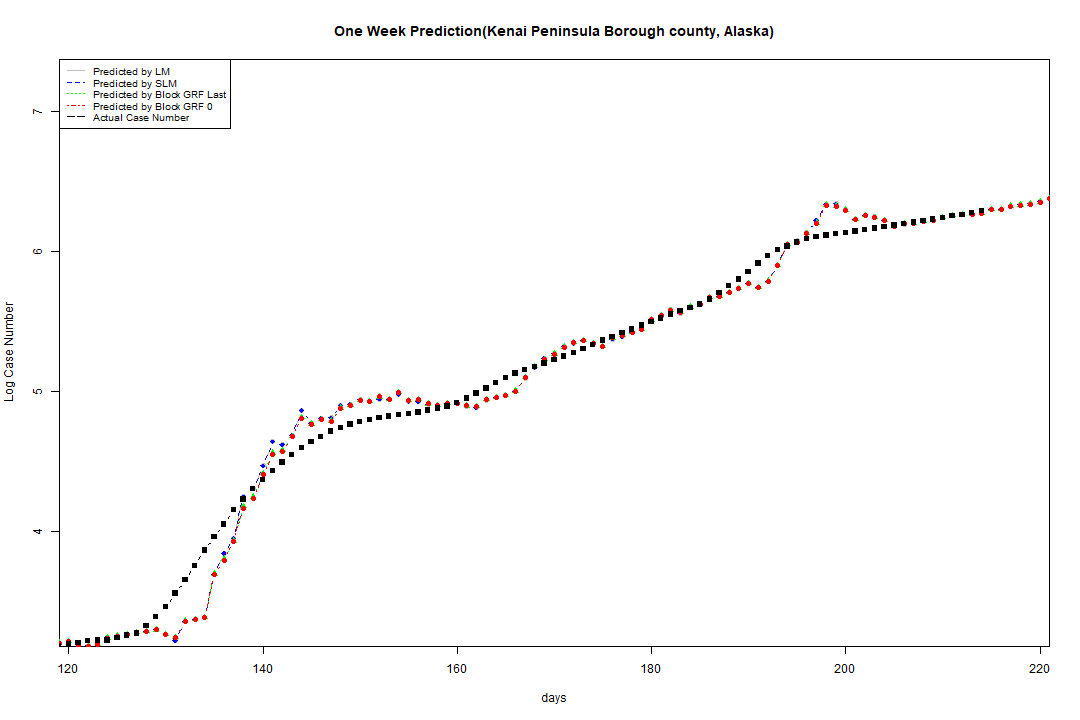 One Week Prediction(Kenai Peninsula Borough county, Alaska)
Predicted by LM
Predicted by SLM
Predicted by Block GRF Last
Predicted by Block GRF 0
Actual Case Number
7
6
5
4
Log Case Number
120 140 160 180 200 220
days